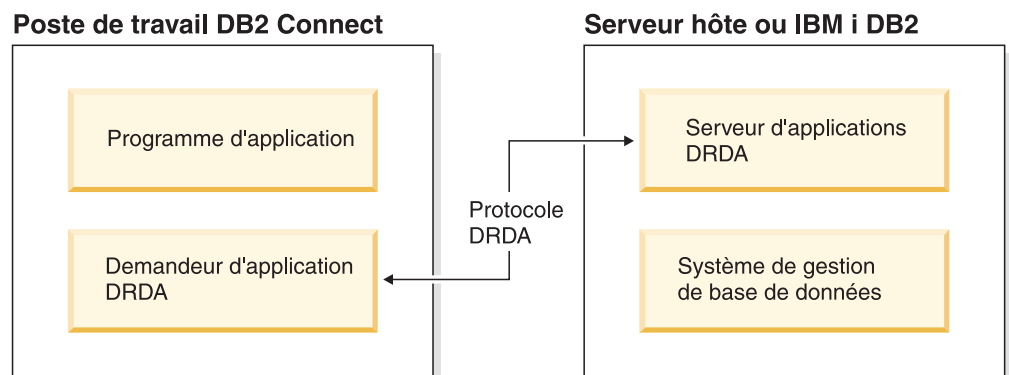 Poste de travail DB2 Connect
Serveur hôte ou IBM i DB2
Programme d'application
Serveur d'applications
DRDA
Protocole
DRDA
Demandeur d'application
DRDA
Système de gestion
de base de données